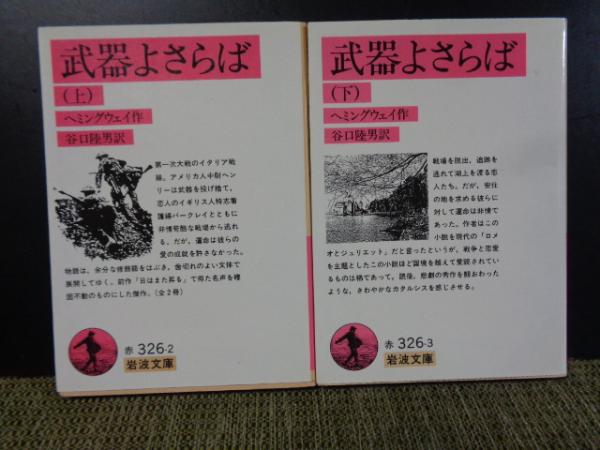 武器よさらば
(上)
ヘミングウェイ作
谷口陸男訳
第一次大戦のイタリア戦
線。アメリカ人中尉ヘン
リーは武器を投げ捨て、
恋人のイギリス人特志看
護婦バークレイとともに
非情苛酷な戦場から逃れ
る。だが、運命は彼らの
愛の成就を許さなかった。
物語は、余分な修飾語をはぶき、歯切れのよい文体で
展開してゆく。前作「日はまた昇る」で得た名声を確
固不動のものにした傑作。(全2冊)
赤 326-2
岩波文庫
武器よさらば
(下)
ヘミングウェイ作
谷口陸男訳
戦場を脱出、追跡を
逃れて湖上を渡る恋
人たち。だが、安住
の地を求める彼らに
対して運命は非情で
あった。作者はこの
小説を現代の「ロメ
オとジュリエット」だと言ったというが、戦争と恋愛
を主題としたこの小説ほど国境を越えて愛読されてい
るものは稀であって、読後、悲劇の秀作を観おわった
ような、さわやかなカタルシスを感じさせる。
赤 326-3
岩波文庫